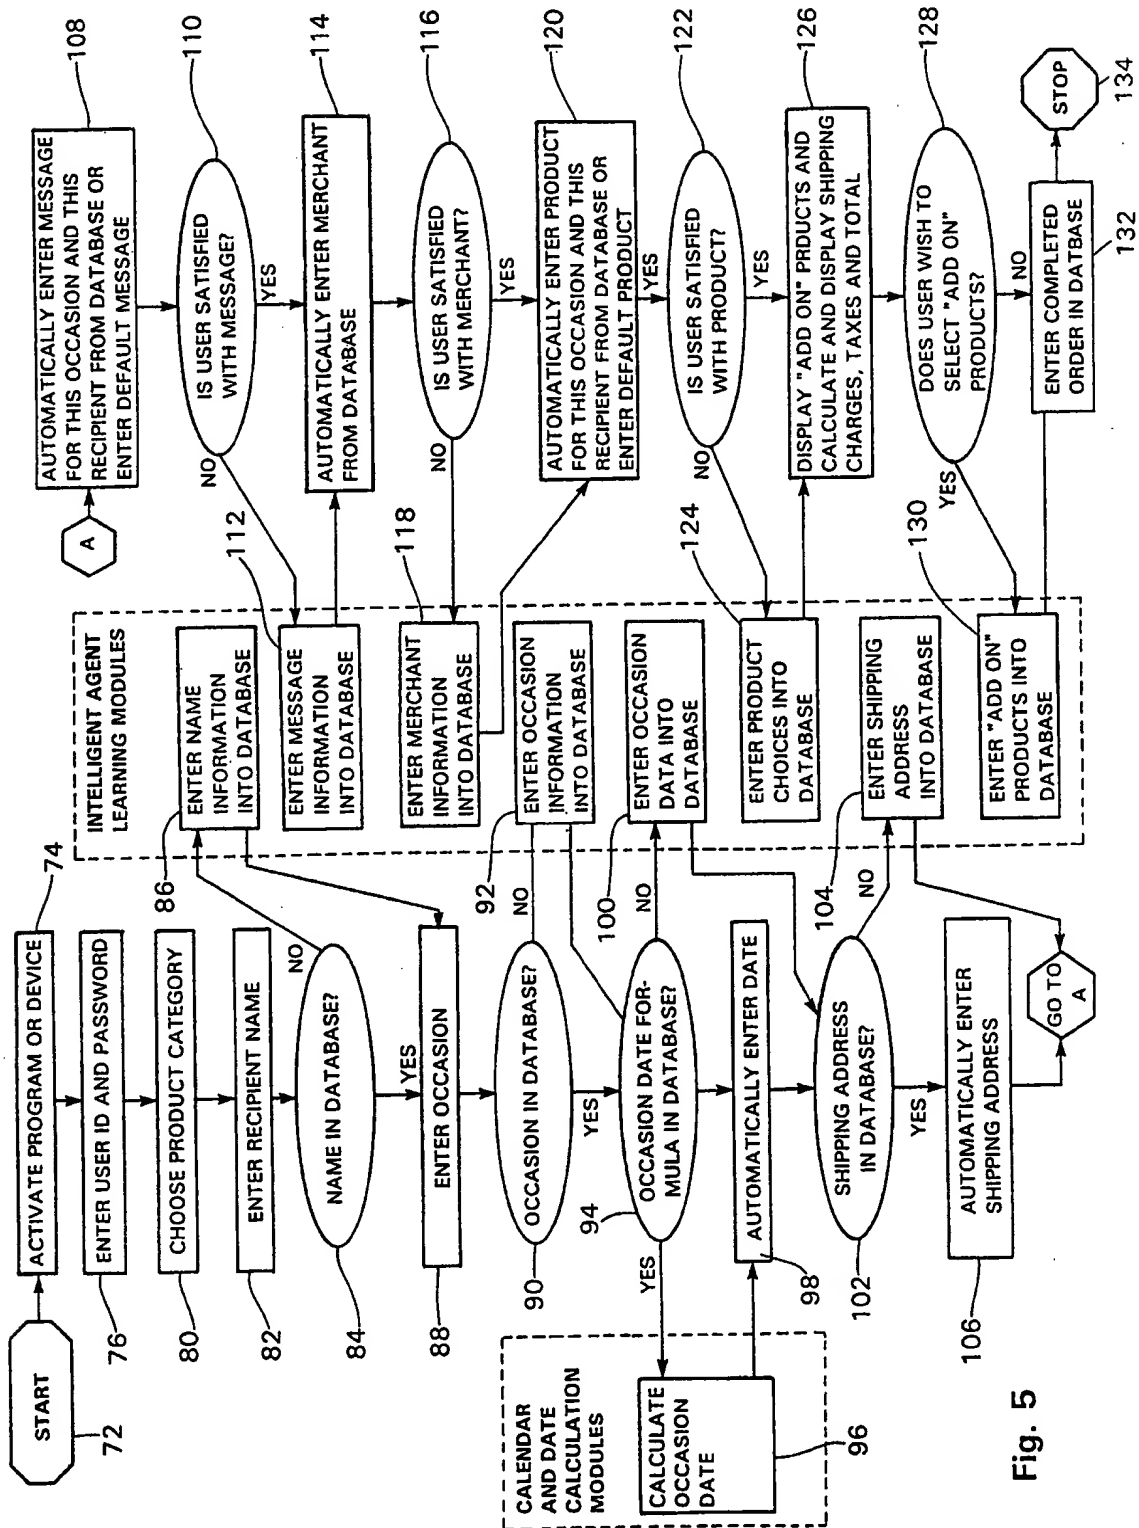 START
72
ACTIVATE PROGRAM OR DEVICE
74
ENTER USER ID AND PASSWORD
76
CHOOSE PRODUCT CATEGORY
80
ENTER RECIPIENT NAME
82
NAME IN DATABASE?
84
NO
YES
ENTER OCCASION
88
OCCASION IN DATABASE?
90
NO
YES
OCCASION DATE FOR-
MULA IN DATABASE?
94
YES
NO
CALENDAR
AND DATE
CALCULATION
MODULES
CALCULATE
OCCASION
DATE
96
AUTOMATICALLY ENTER DATE
98
SHIPPING ADDRESS
IN DATABASE?
102
NO
YES
AUTOMATICALLY ENTER
SHIPPING ADDRESS
106
GO TO
A
INTELLIGENT AGENT
LEARNING MODULES
86
ENTER NAME
INFORMATION
INTO DATABASE
112
ENTER MESSAGE
INFORMATION
INTO DATABASE
118
ENTER MERCHANT
INFORMATION
INTO DATABASE
92
ENTER OCCASION
INFORMATION
INTO DATABASE
100
ENTER OCCASION
DATA INTO
DATABASE
124
ENTER PRODUCT
CHOICES INTO
DATABASE
104
ENTER SHIPPING
ADDRESS
INTO DATABASE
130
ENTER "ADD ON"
PRODUCTS INTO
DATABASE
A
AUTOMATICALLY ENTER MESSAGE
FOR THIS OCCASION AND THIS
RECIPIENT FROM DATABASE OR
ENTER DEFAULT MESSAGE
108
IS USER SATISFIED
WITH MESSAGE?
110
NO
YES
AUTOMATICALLY ENTER MERCHANT
FROM DATABASE
114
IS USER SATISFIED
WITH MERCHANT?
116
NO
YES
AUTOMATICALLY ENTER PRODUCT
FOR THIS OCCASION AND THIS
RECIPIENT FROM DATABASE OR
ENTER DEFAULT PRODUCT
120
YES
IS USER SATISFIED
WITH PRODUCT?
122
NO
YES
DISPLAY "ADD ON" PRDUCTS AND
CALCULATE AND DISPLAY SHIPPING
CHARGES, TAXES AND TOTAL
126
DOES USER WISH TO
SELECT "ADD ON"
PRODUCTS?
128
YES
NO
ENTER COMPLETED
ORDER IN DATBASE
132
STOP
134
Fig. 5